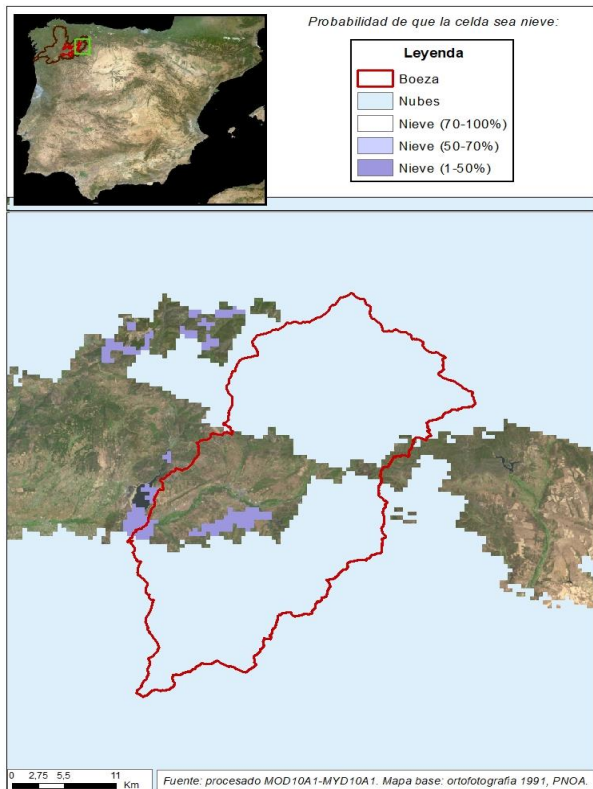 Probabilidad de que la celda sea nieve:
Leyenda
Boeza
Nubes
Nieve (70-100%)
Nieve (50-70%)
Nieve (1-50%)
0 2,75 5,5 11
Km
Fuente: procesado MOD10A1-MYD10A1. Mapa base: ortofotografia 1991, PNOA.